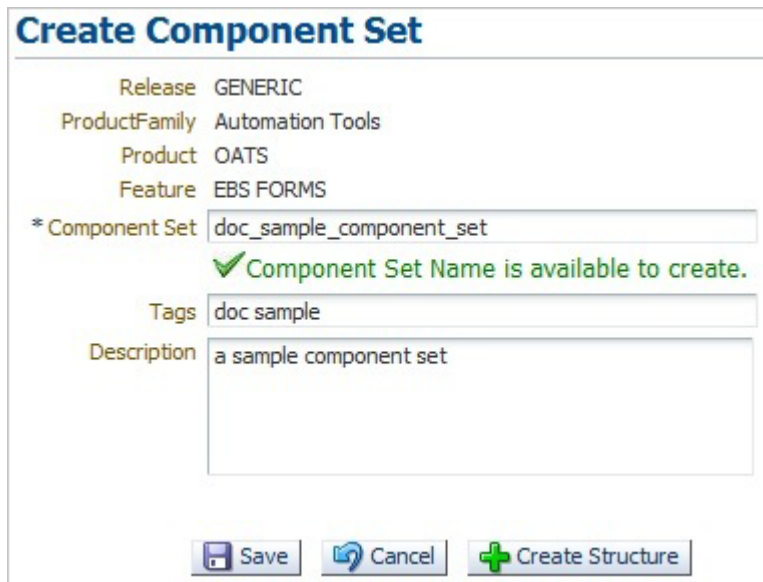 Create Component Set
Release GENERIC
ProductFamily Automation Tools
Product OATS
Feature EBS FORMS
* Component Set doc_sample_component_set
Component Set Name is available to create.
Tags doc sample
Description a sample component set
Save Cancel Create Structure